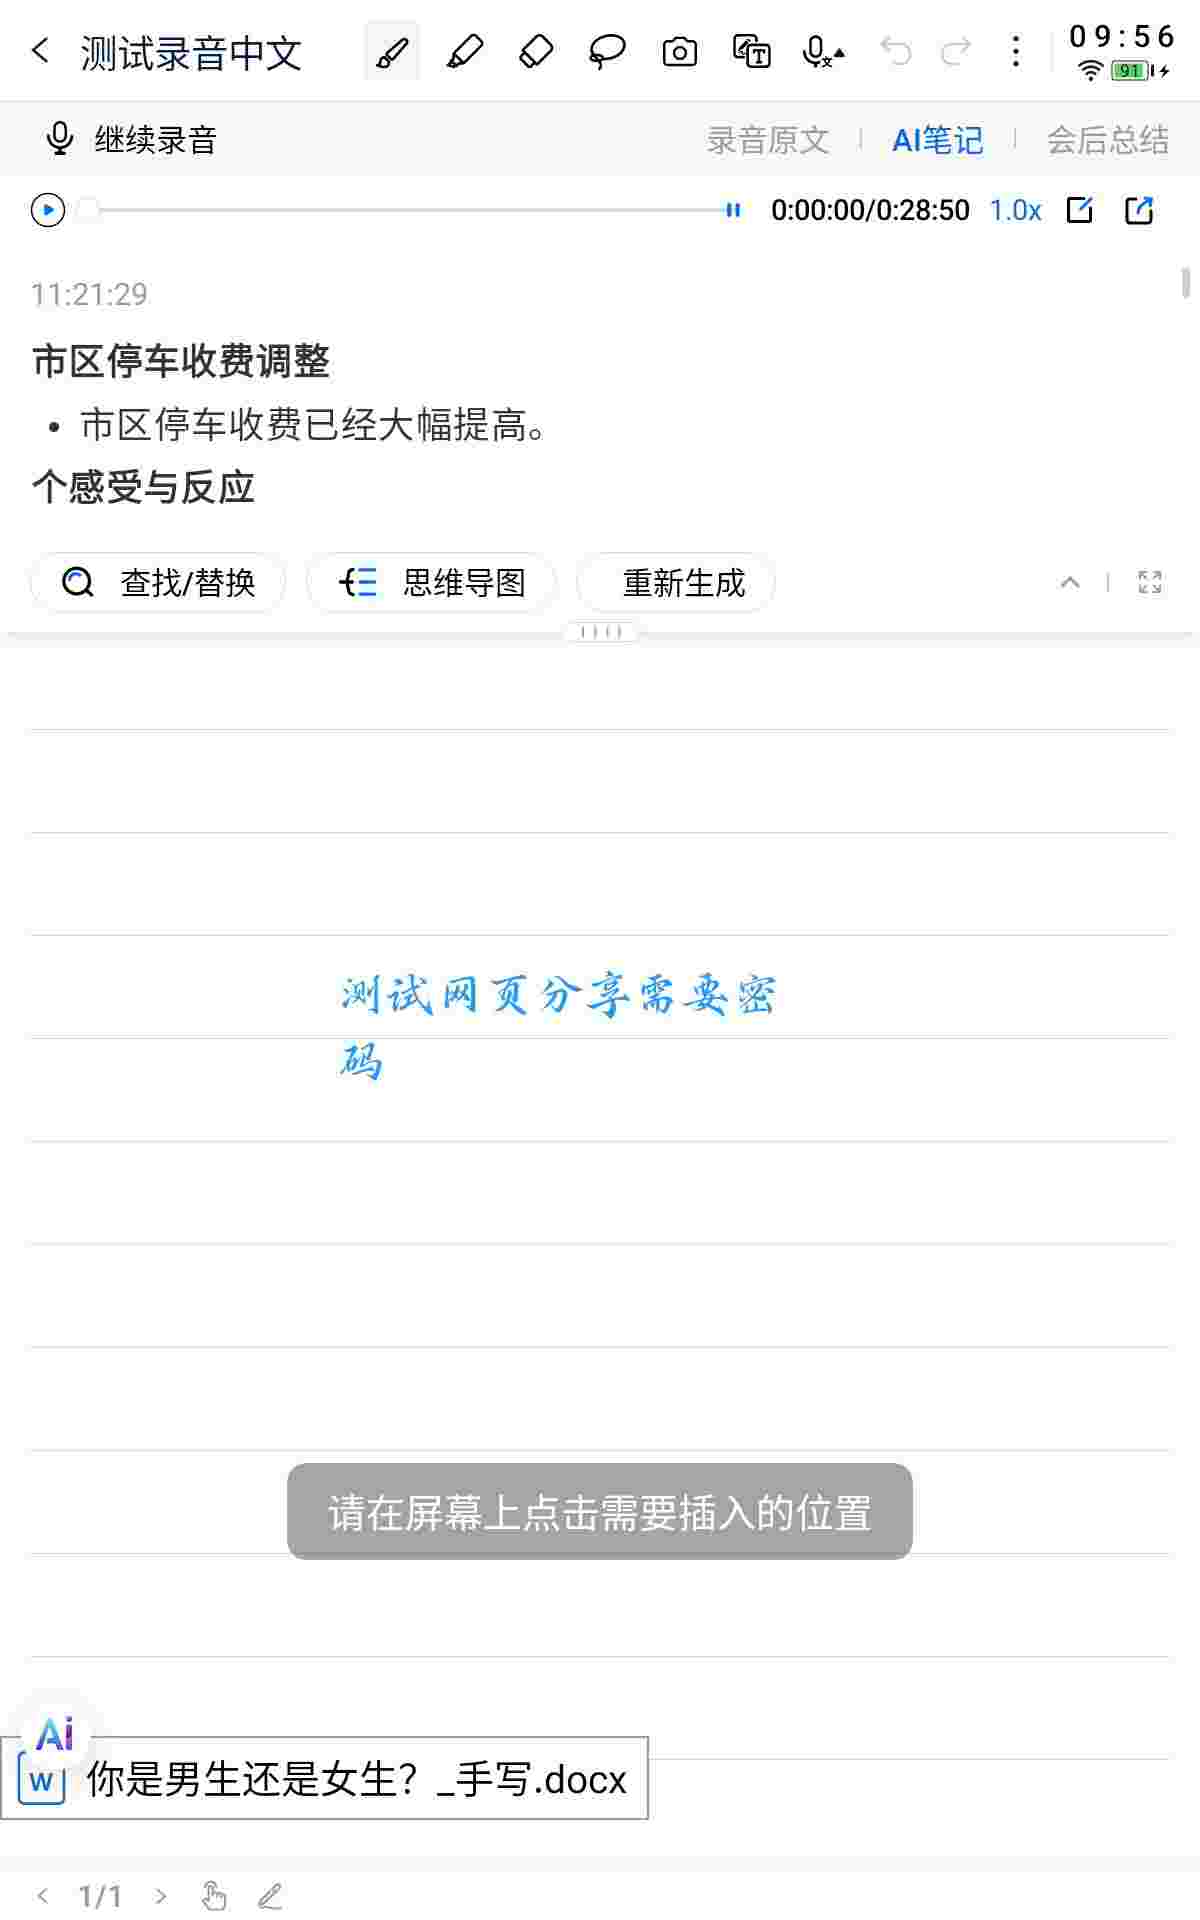 测试录音中文
09:56
91
继续录音
录音原文
AI笔记
会后总结
0:00:00/0:28:50
1.0x
11:21:29
市区停车收费调整
• 市区停车收费已经大幅提高。
个感受与反应
查找/替换
思维导图
重新生成
测试网页分享需要密
码
请在屏幕上点击需要插入的位置
Ai
W 你是男生还是女生？_手写.docx
1/1